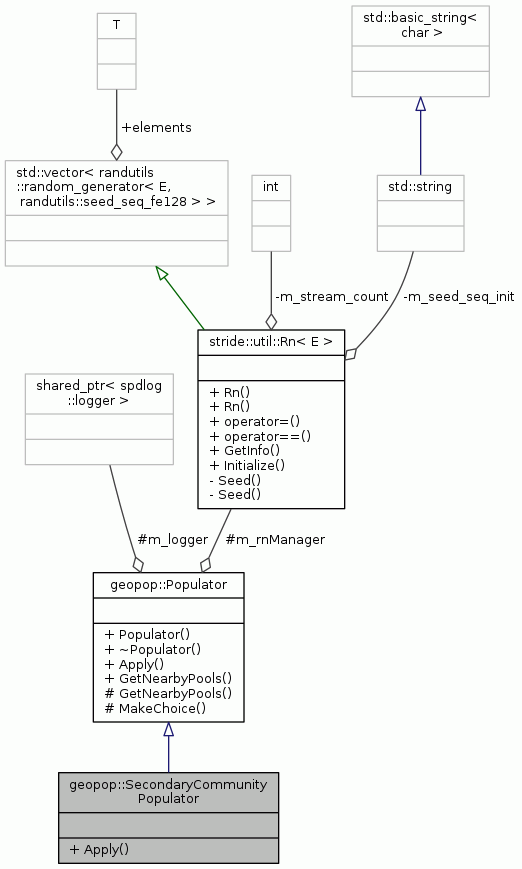 T
std::basic_string<
char >
+elements
std::vector< randutils
::random_generator< E,
randutils::seed_seq_fe128 > >
int
std::string
-m_stream_count
-m_seed_seq_init
stride::util::Rn< E >
+ Rn()
+ Rn()
+ operator=()
+ operator==()
+ GetInfo()
+ Initialize()
- Seed()
- Seed()
shared_ptr< spdlog
::logger >
#m_logger
#m_rnManager
geopop::Populator
+ Populator()
+ ~Populator()
+ Apply()
+ GetNearbyPools()
# GetNearbyPools()
# MakeChoice()
geopop::SecondaryCommunity
Populator
+ Apply()